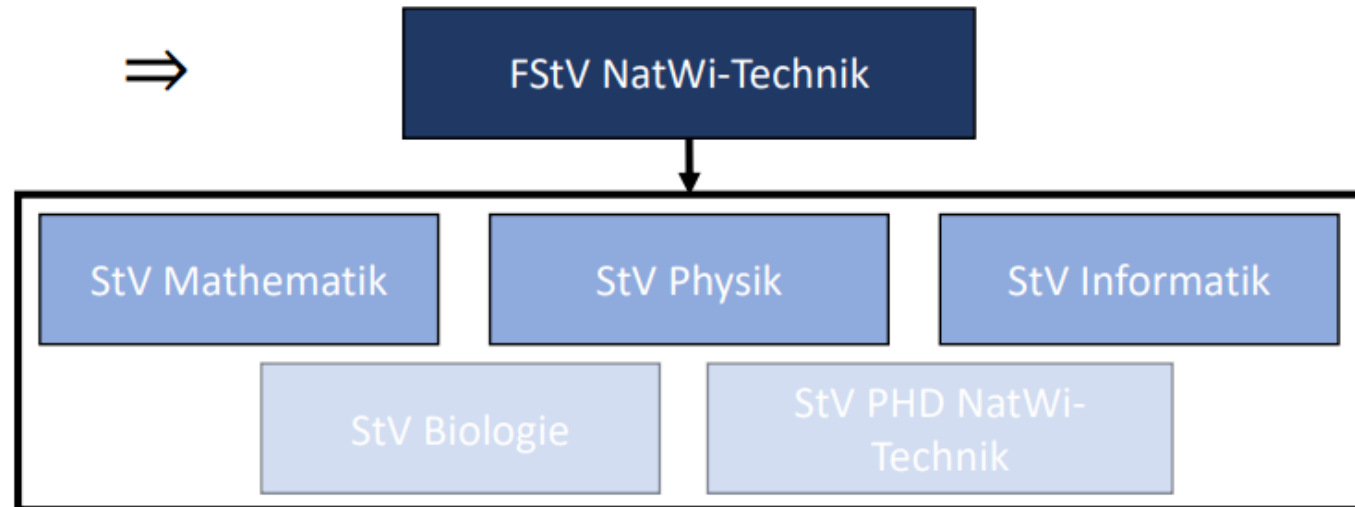 ⇒
FStV NatWi-Technik
StV Mathematik
StV Physik
StV Informatik
StV Biologie
StV PHD NatWi-
Technik